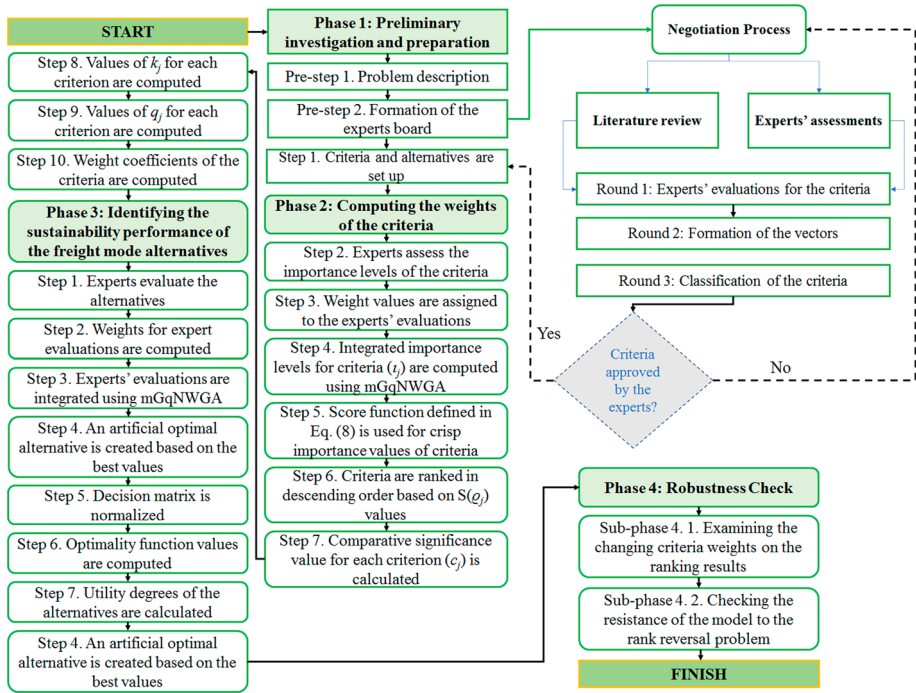 START
Phase 1: Preliminary
investigation and preparation
Pre-step 1. Problem description
Pre-step 2. Formation of the
experts board
Step 1. Criteria and alternatives are
set up
Phase 2: Computing the weights
of the criteria
Step 2. Experts assess the
importance levels of the criteria
Step 3. Weight values are assigned
to the experts' evaluations
Step 4. Integrated importance
levels for criteria (ιj) are computed
using mGqNWGA
Step 5. Score function defined in
Eq. (8) is used for crisp
importance values of criteria
Step 6. Criteria are ranked in
descending order based on S(ϱj)
values
Step 7. Comparative significance
value for each criterion (cj) is
calculated
Step 8. Values of kj for each
criterion are computed
Step 9. Values of qj for each
criterion are computed
Step 10. Weight coefficients of the
criteria are computed
Phase 3: Identifying the
sustainability performance of
the freight mode alternatives
Step 1. Experts evaluate the
alternatives
Step 2. Weights for expert
evaluations are computed
Step 3. Experts' evaluations are
integrated using mGqNWGA
Step 4. An artificial optimal
alternative is created based on the
best values
Step 5. Decision matrix is
normalized
Step 6. Optimality function values
are computed
Step 7. Utility degrees of the
alternatives are calculated
Step 4. An artificial optimal
alternative is created based on the
best values
Negotiation Process
Literature review
Experts' assessments
Round 1: Experts' evaluations for the criteria
Round 2: Formation of the vectors
Round 3: Classification of the criteria
Criteria
approved
by the
experts?
Yes
No
Phase 4: Robustness Check
Sub-phase 4. 1. Examining the
changing criteria weights on the
ranking results
Sub-phase 4. 2. Checking the
resistance of the model to the
rank reversal problem
FINISH